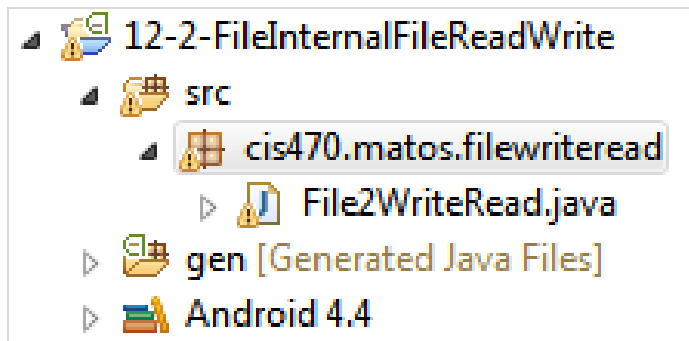 12-2-FileInternalFileReadWrite
src
cis470.matos.filewriteread
File2WriteRead.java
gen [Generated Java Files]
Android 4.4